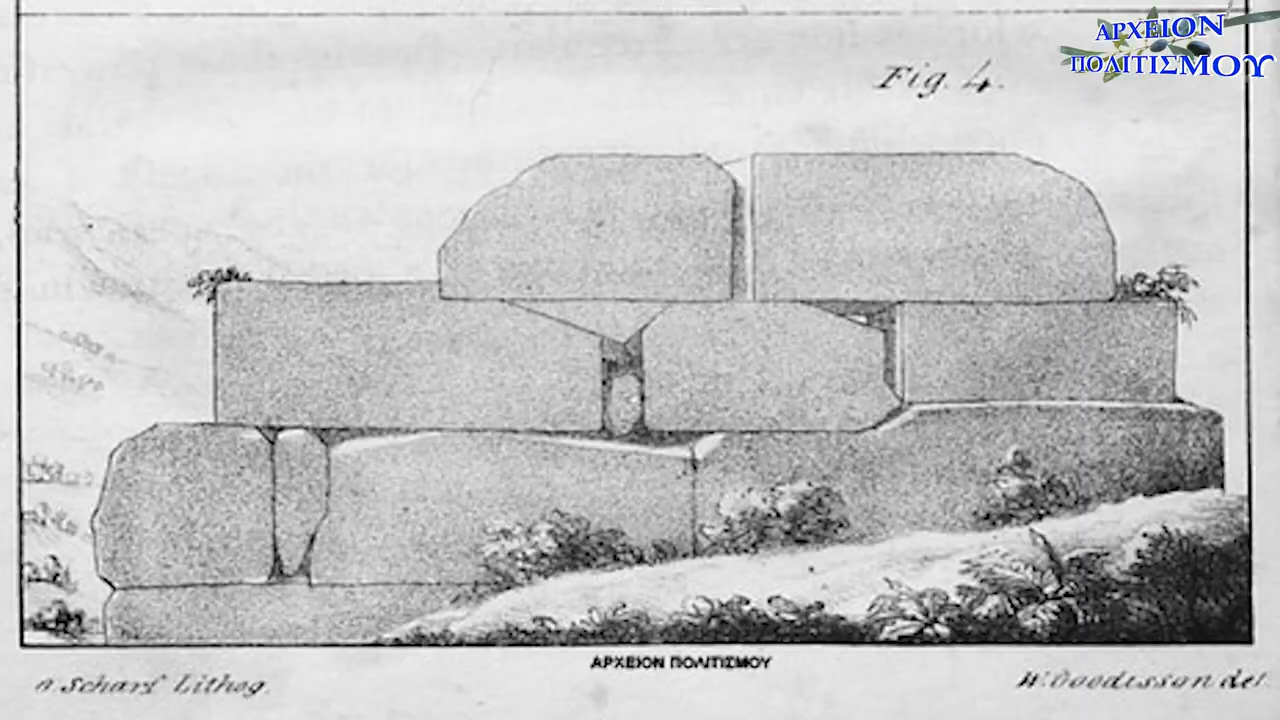 ΑΡΧΕΙΟΝ
ΠΟΛΙΤΙΣΜΟΥ
Fig. 4.
ΑΡΧΕΙΟΝ ΠΟΛΙΤΙΣΜΟΥ
Scharf Lithog.
W. Goodisson del.